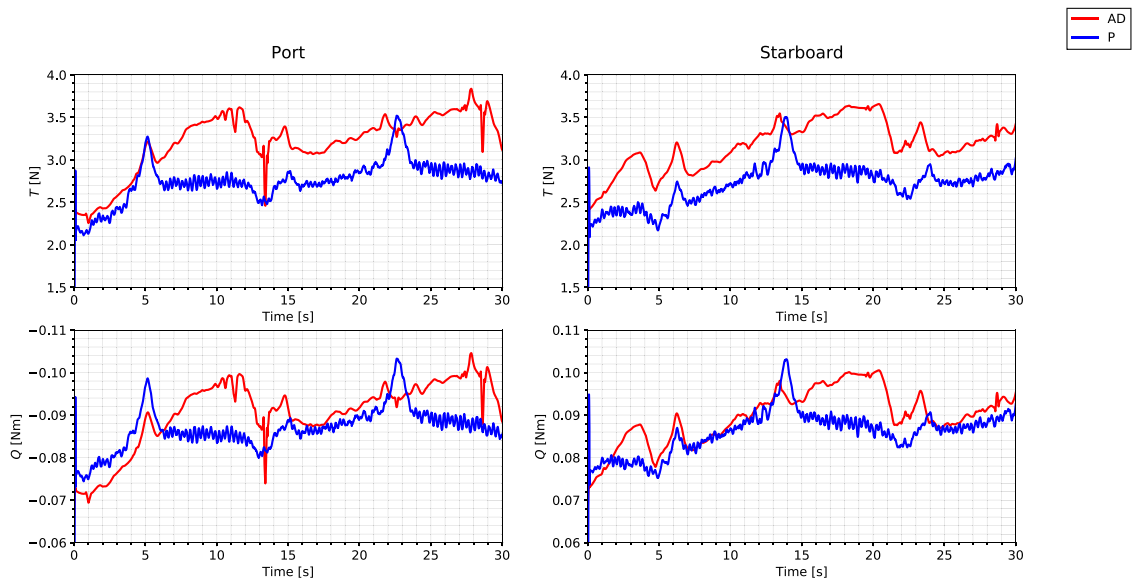 AD
P
Port
Starboard
4.0
3.5
3.0
2.5
2.0
1.5
T [N]
0 5 10 15 20 25 30
Time [s]
4.0
3.5
3.0
2.5
2.0
1.5
T [N]
0 5 10 15 20 25 30
Time [s]
−0.11
−0.10
−0.09
−0.08
−0.07
−0.06
Q [Nm]
0 5 10 15 20 25 30
Time [s]
0.11
0.10
0.09
0.08
0.07
0.06
Q [Nm]
0 5 10 15 20 25 30
Time [s]